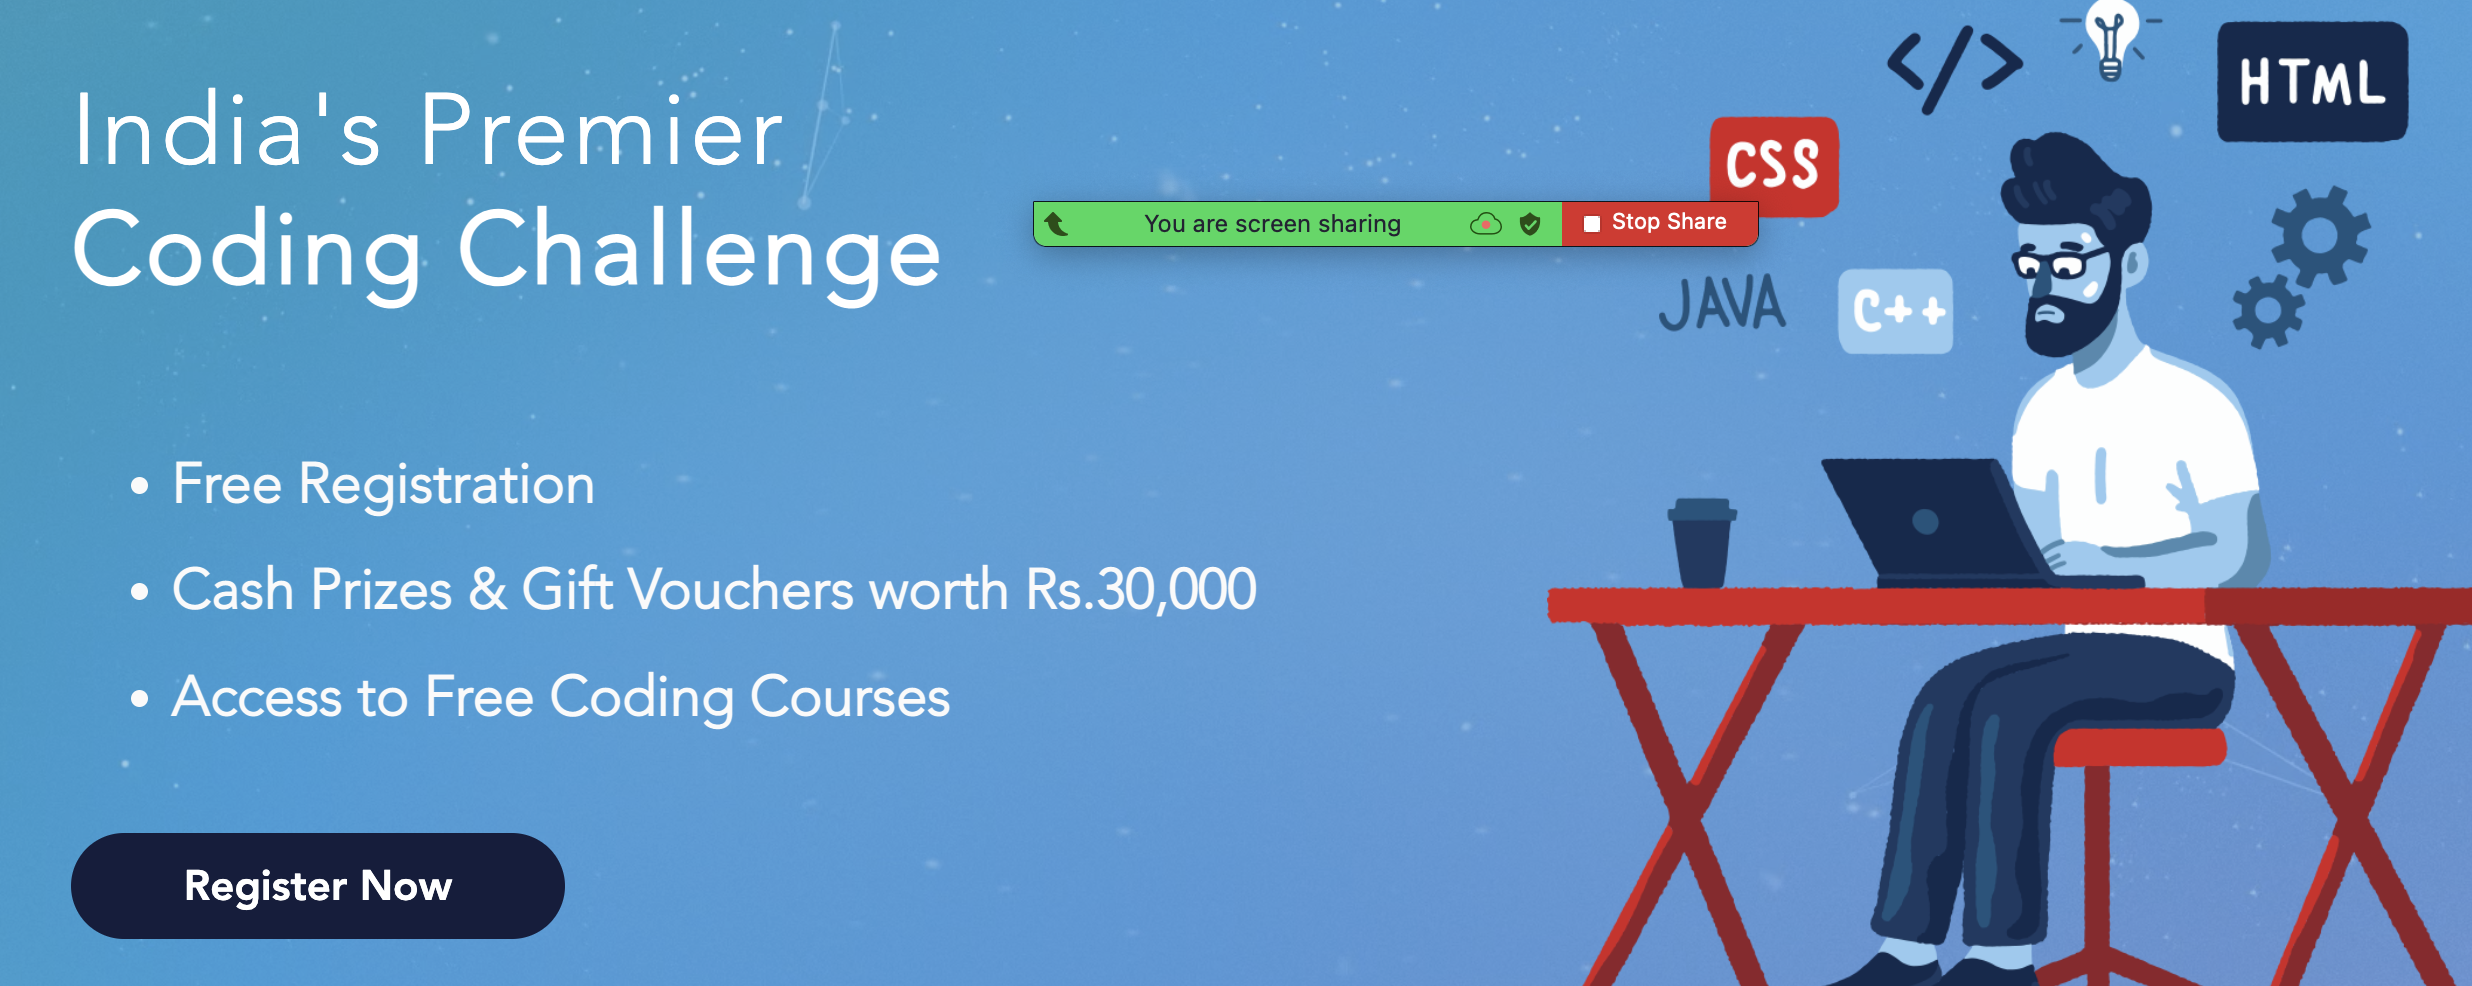 India's Premier
Coding Challenge
• Free Registration
• Cash Prizes & Gift Vouchers worth Rs.30,000
• Access to Free Coding Courses
Register Now
You are screen sharing
Stop Share
</>
HTML
CSS
JAVA
C++